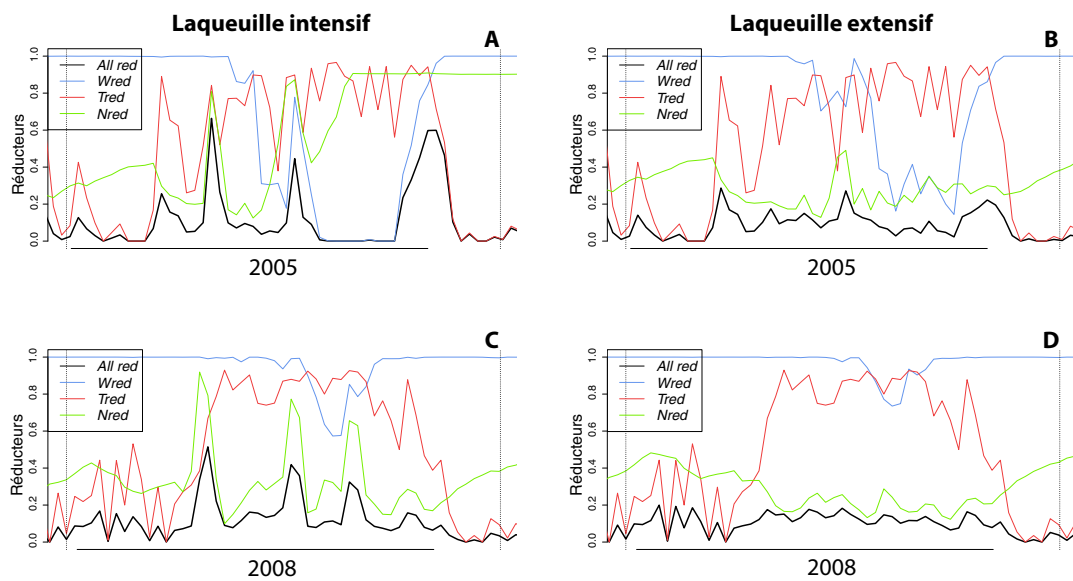 Laqueuille intensif
Laqueuille extensif
A
All red
Wred
Tred
Nred
Réducteurs
0.0 0.2 0.4 0.6 0.8 1.0
2005
B
All red
Wred
Tred
Nred
Réducteurs
0.0 0.2 0.4 0.6 0.8 1.0
2005
C
All red
Wred
Tred
Nred
Réducteurs
0.0 0.2 0.4 0.6 0.8 1.0
2008
D
All red
Wred
Tred
Nred
Réducteurs
0.0 0.2 0.4 0.6 0.8 1.0
2008